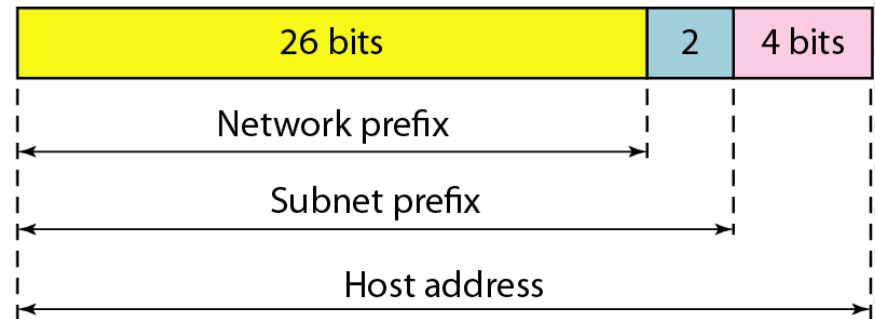 26 bits 2 4 bits
Network prefix
Subnet prefix
Host address